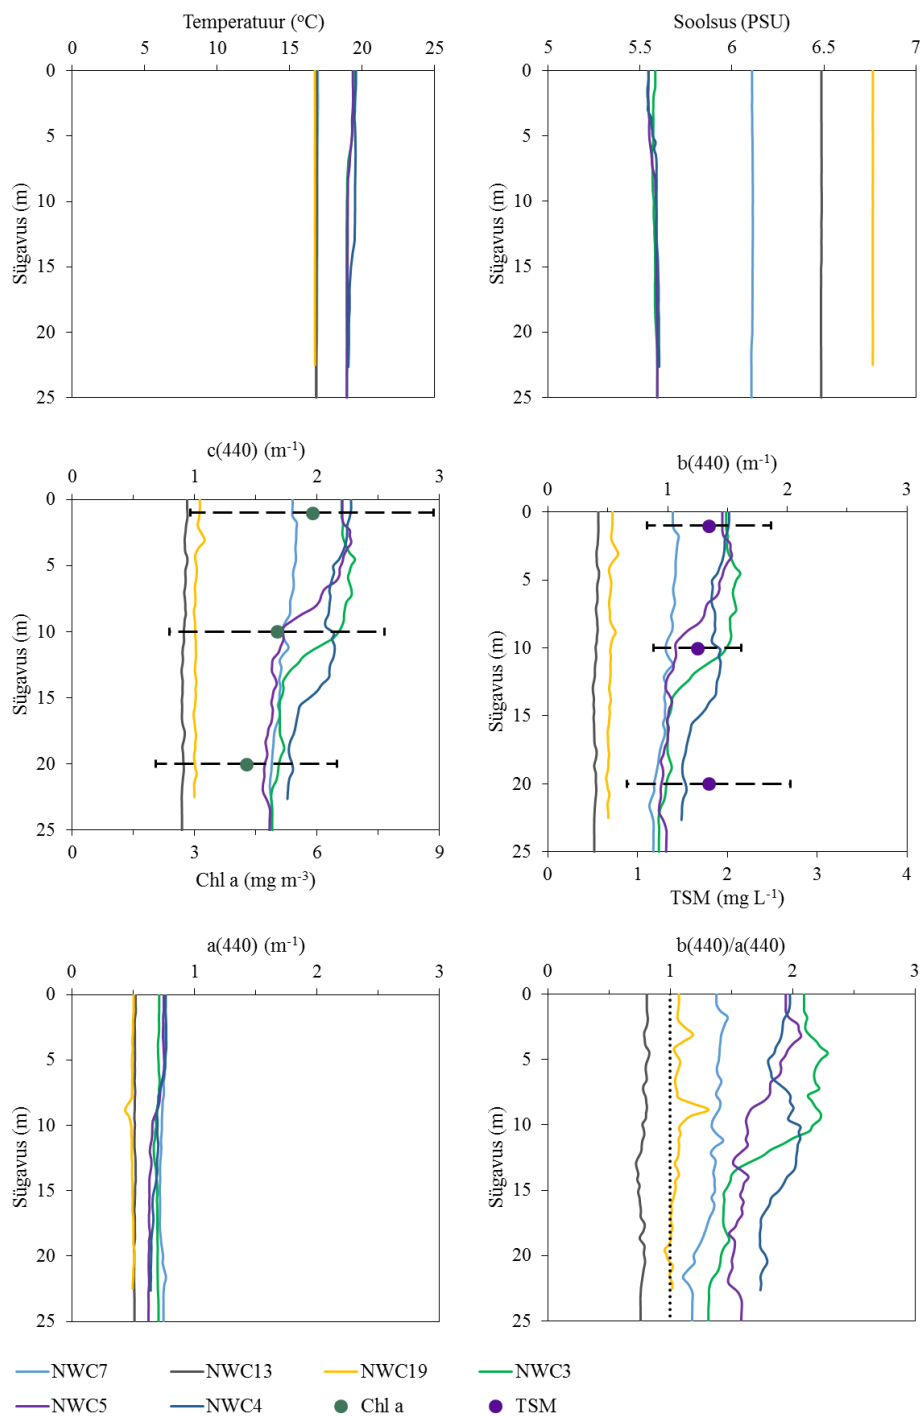 Temperatuur (°C)
0 5 10 15 20 25
0
5
10
15
20
25
Sügavus (m)
Soolsus (PSU)
5 5.5 6 6.5 7
0
5
10
15
20
25
Sügavus (m)
c(440) (m⁻¹)
0 1 2 3
0
5
10
15
20
25
Sügavus (m)
0 3 6 9
Chl a (mg m⁻³)
b(440) (m⁻¹)
0 1 2 3
0
5
10
15
20
25
Sügavus (m)
0 1 2 3 4
TSM (mg L⁻¹)
a(440) (m⁻¹)
0 1 2 3
0
5
10
15
20
25
Sügavus (m)
b(440)/a(440)
0 1 2 3
0
5
10
15
20
25
Sügavus (m)
NWC7 NWC13 NWC19 NWC3
NWC5 NWC4 Chl a TSM